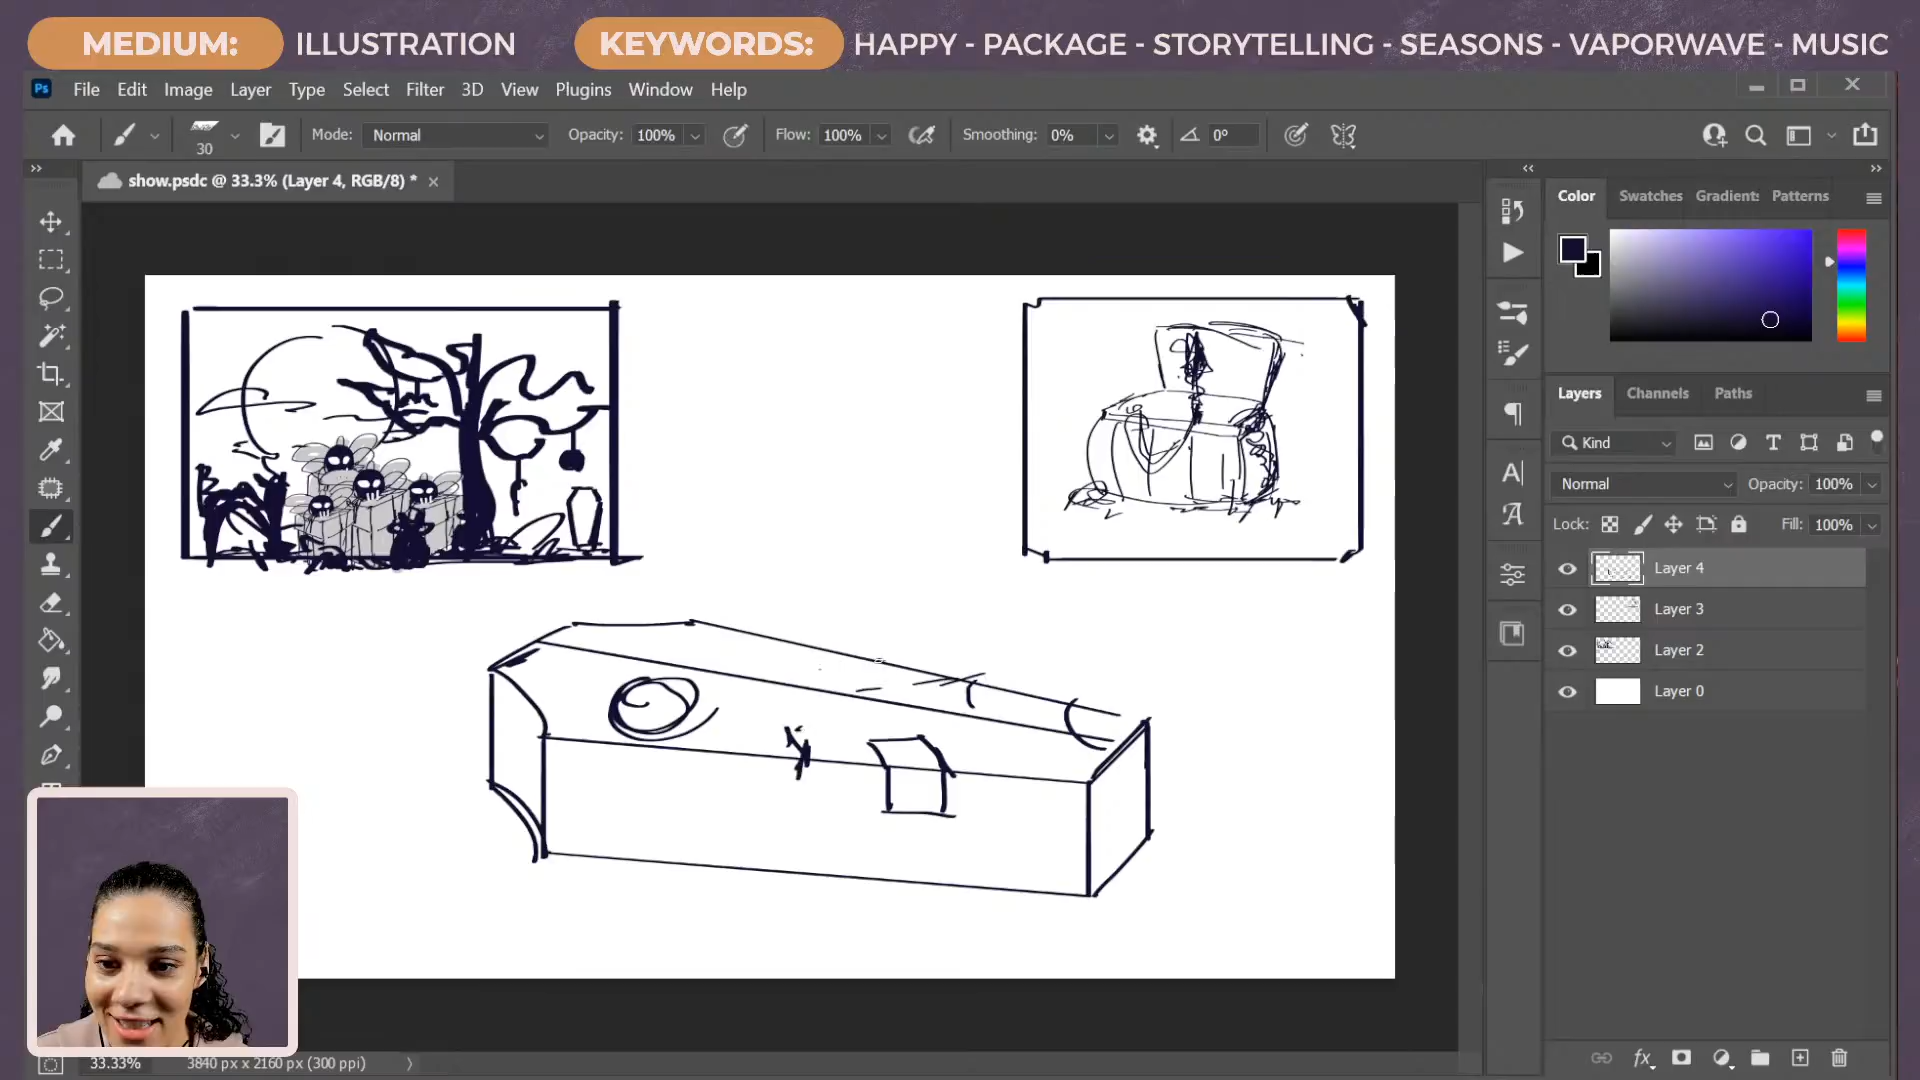 MEDIUM: ILLUSTRATION KEYWORDS: HAPPY - PACKAGE - STORYTELLING - SEASONS - VAPORWAVE - MUSIC
Ps File Edit Image Layer Type Select Filter 3D View Plugins Window Help
30 Mode: Normal Opacity: 100% Flow: 100% Smoothing: 0% 0°
show.psdc @ 33.3% (Layer 4, RGB/8) *
Color Swatches Gradient: Patterns
Layers Channels Paths
Kind
Normal Opacity: 100%
Lock: Fill: 100%
Layer 4
Layer 3
Layer 2
Layer 0
33.33% 3840 px x 2160 px (300 ppi)
fx